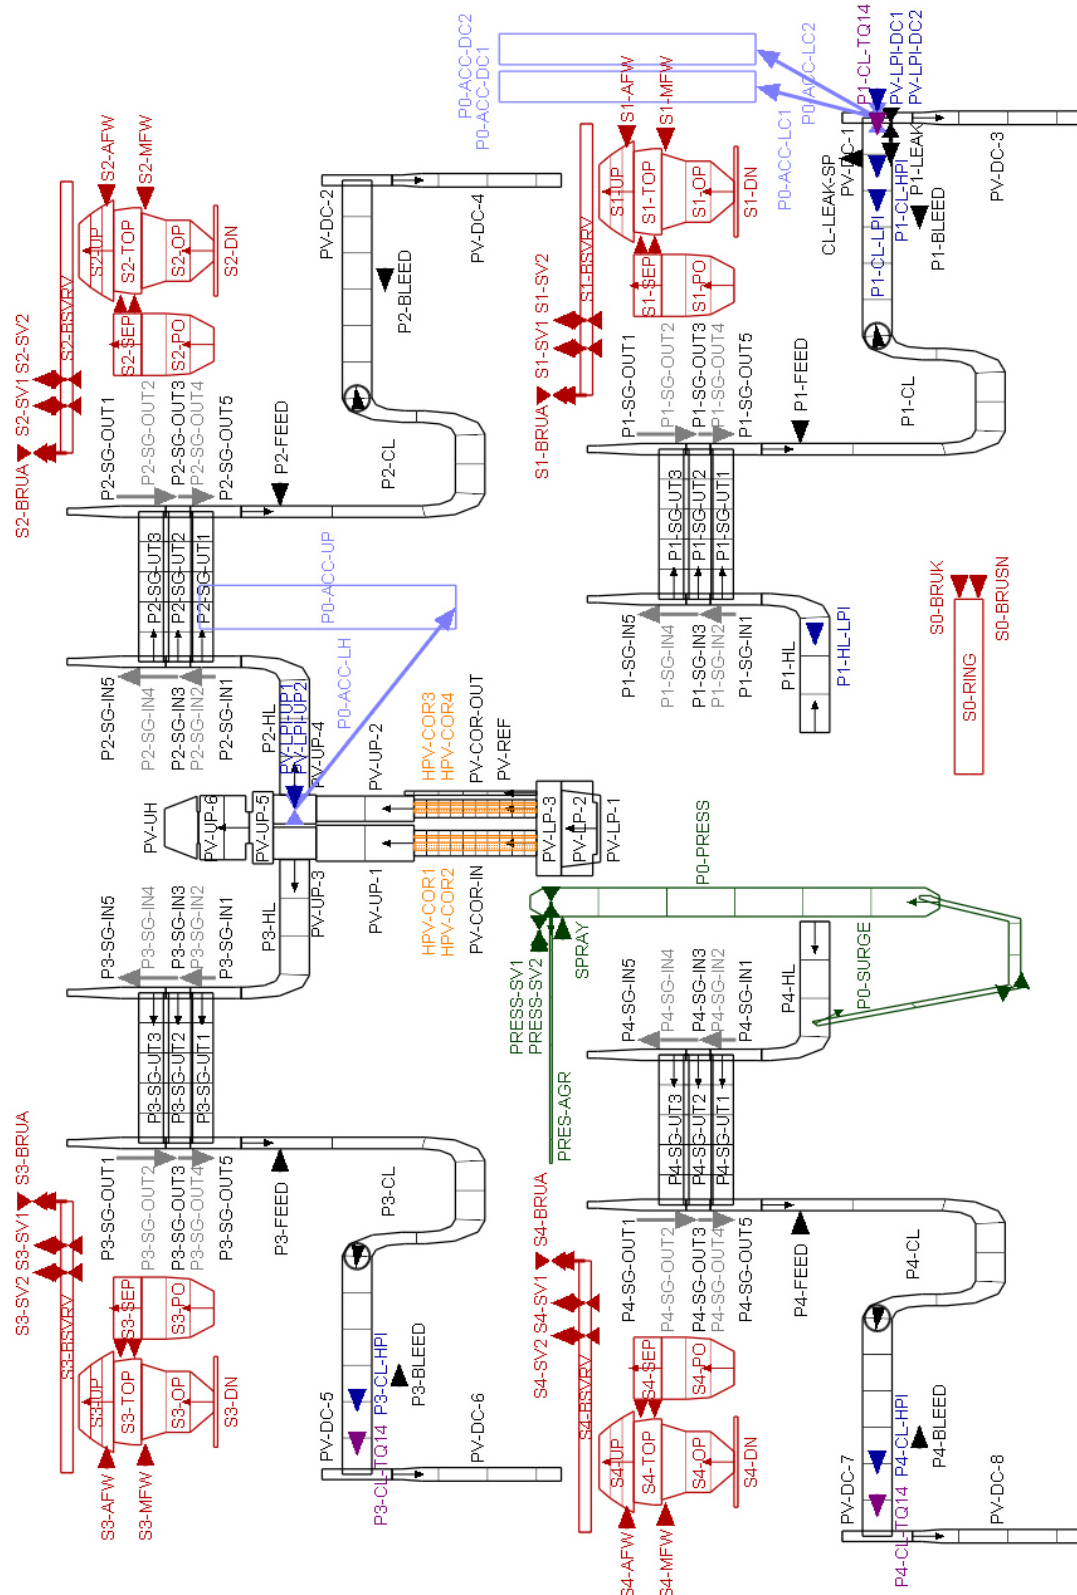 S2-AFW
S2-MFW
S2-UP
S2-TOP
S2-OP
S2-DN
S2-SEP
S2-PO
S2-BSVRV
S2-SV2
S2-SV1
S2-BRUA
P2-SG-OUT1
P2-SG-OUT2
P2-SG-OUT3
P2-SG-OUT4
P2-SG-OUT5
P2-FEED
P2-CL
P2-BLEED
PV-DC-2
PV-DC-4
P2-SG-UT3
P2-SG-UT2
P2-SG-UT1
P2-SG-IN5
P2-SG-IN4
P2-SG-IN3
P2-SG-IN2
P2-SG-IN1
P2-HL
P0-ACC-UP
P0-ACC-LH
PV-LPI-UP1
PV-LPI-UP2
PV-UP-4
PV-UP-2
HPV-COR3
HPV-COR4
PV-COR-OUT
PV-REF
PV-UH
PV-UP-6
PV-UP-5
PV-LP-3
PV-LP-2
PV-LP-1
P3-HL
PV-UP-3
PV-UP-1
HPV-COR1
HPV-COR2
PV-COR-IN
P3-SG-IN5
P3-SG-IN4
P3-SG-IN3
P3-SG-IN2
P3-SG-IN1
P3-SG-UT3
P3-SG-UT2
P3-SG-UT1
P3-SG-OUT1
P3-SG-OUT2
P3-SG-OUT3
P3-SG-OUT4
P3-SG-OUT5
P3-FEED
P3-CL
P3-BLEED
P3-CL-HPI
P3-CL-TQ14
PV-DC-5
PV-DC-6
S3-BRUA
S3-SV1
S3-SV2
S3-BSVRV
S3-SEP
S3-PO
S3-UP
S3-TOP
S3-OP
S3-DN
S3-AFW
S3-MFW
P0-ACC-DC2
P0-ACC-DC1
P0-ACC-LC2
P0-ACC-LC1
P1-CL-TQ14
PV-LPI-DC1
PV-LPI-DC2
PV-DC-1
PV-DC-3
P1-LEAK
CL-LEAK-SP
P1-CL-HPI
P1-CL-LPI
P1-BLEED
S1-AFW
S1-MFW
S1-UP
S1-TOP
S1-OP
S1-DN
S1-SEP
S1-PO
S1-BSVRV
S1-SV2
S1-SV1
S1-BRUA
P1-SG-OUT1
P1-SG-OUT2
P1-SG-OUT3
P1-SG-OUT4
P1-SG-OUT5
P1-FEED
P1-CL
P1-SG-UT3
P1-SG-UT2
P1-SG-UT1
P1-SG-IN5
P1-SG-IN4
P1-SG-IN3
P1-SG-IN2
P1-SG-IN1
P1-HL
P1-HL-LPI
S0-BRUK
S0-BRUSN
S0-RING
P0-PRESS
P0-SURGE
SPRAY
PRESS-SV1
PRESS-SV2
PRES-AGR
P4-HL
P4-SG-IN5
P4-SG-IN4
P4-SG-IN3
P4-SG-IN2
P4-SG-IN1
P4-SG-UT3
P4-SG-UT2
P4-SG-UT1
P4-SG-OUT1
P4-SG-OUT2
P4-SG-OUT3
P4-SG-OUT4
P4-SG-OUT5
P4-FEED
P4-CL
P4-BLEED
P4-CL-HPI
P4-CL-TQ14
PV-DC-7
PV-DC-8
S4-BRUA
S4-SV1
S4-SV2
S4-BSVRV
S4-SEP
S4-PO
S4-UP
S4-TOP
S4-OP
S4-DN
S4-AFW
S4-MFW